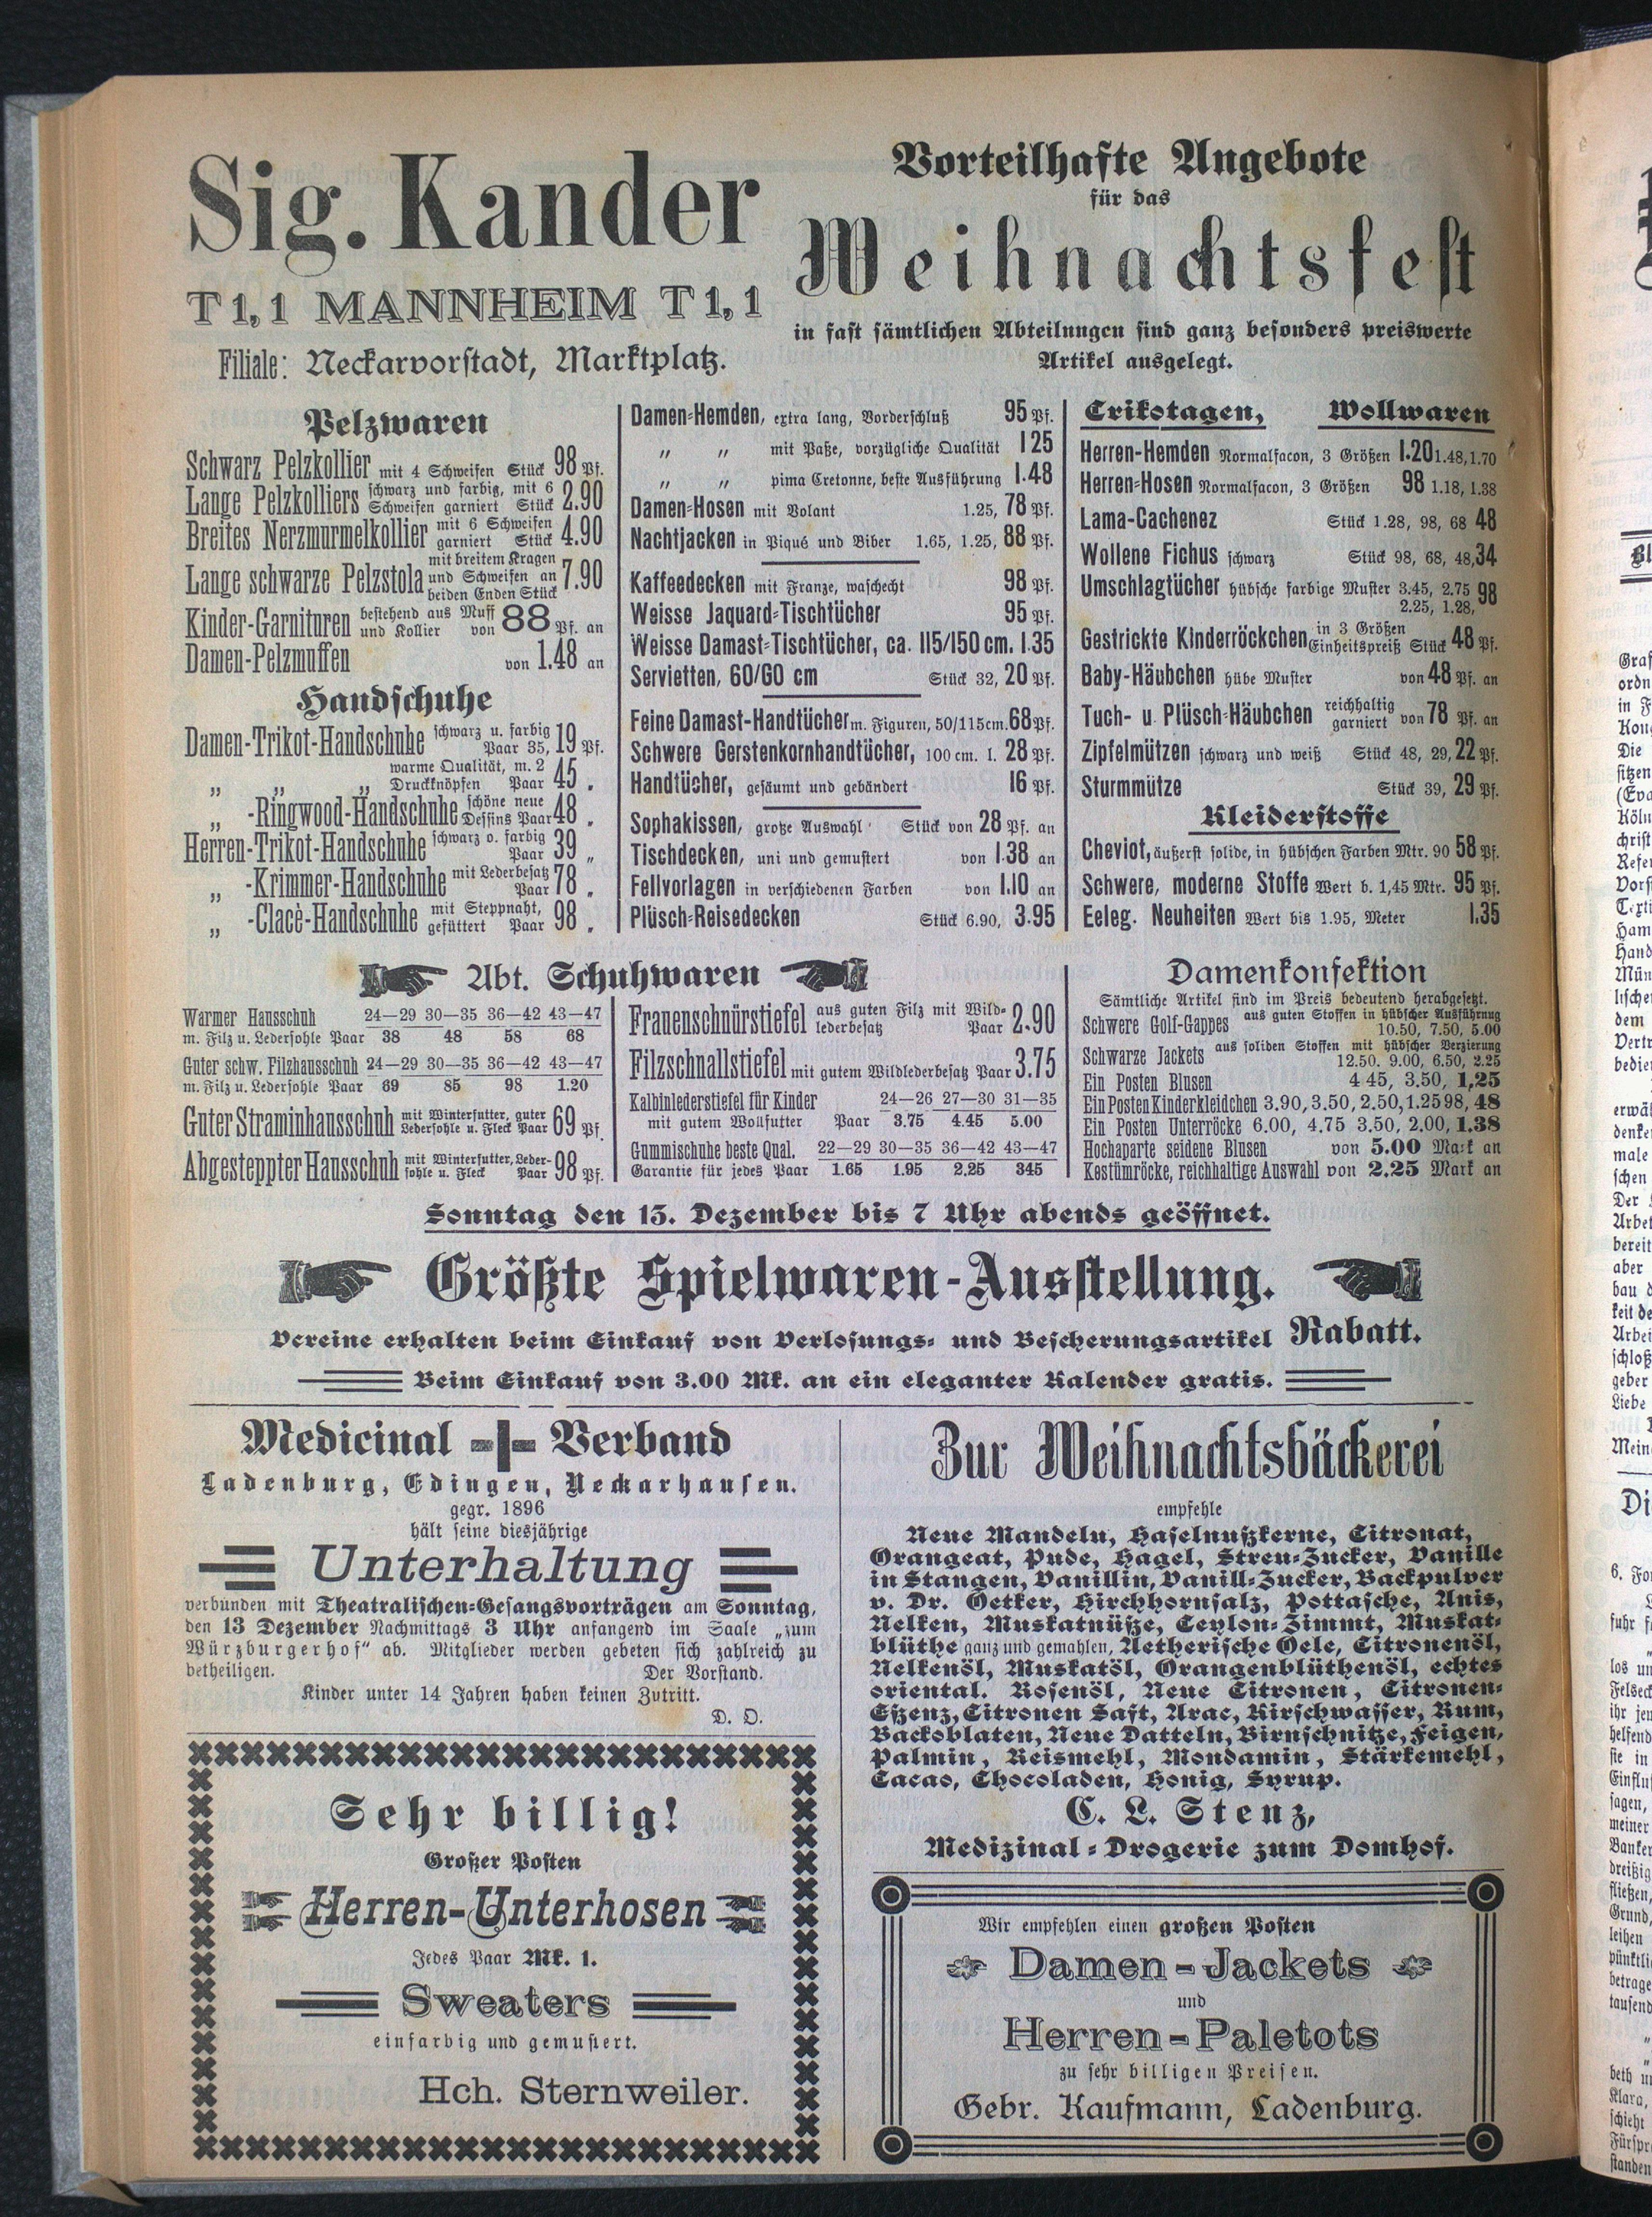 Sig. Kander
T 1, 1 MANNHEIM T 1, 1
Filiale: Neckarvorstadt, Marktplatz.
Vorteilhafte Angebote
für das
Weihnachtsfest
in fast sämtlichen Abteilungen sind ganz besonders preiswerte
Artikel ausgelegt.
Pelzwaren
Schwarz Pelzkollier mit 4 Schweifen Stück 98 Pf.
Lange Pelzkolliers schwarz und farbig, mit 6 Schweifen garniert Stück 2.90
Breites Nerzmurmelkollier mit 6 Schweifen garniert Stück 4.90
Lange schwarze Pelzstola mit breitem Kragen und Schweifen an beiden Enden Stück 7.90
Kinder-Garnituren bestehend aus Muff und Kollier von 88 Pf. an
Damen-Pelzmuffen von 1.48 an
Handschuhe
Damen-Trikot-Handschuhe schwarz u. farbig Paar 35, 19 Pf.
„ „ „ warme Qualität, m. 2 Druckknöpfen Paar 45 „
„ -Ringwood-Handschuhe schöne neue Dessins Paar 48 „
Herren-Trikot-Handschuhe schwarz o. farbig Paar 39 „
„ -Krimmer-Handschuhe mit Lederbesatz Paar 78 „
„ -Clacè-Handschuhe mit Steppnaht, gefüttert Paar 98 „
Damen-Hemden, extra lang, Vorderschluß 95 Pf.
„ „ mit Paße, vorzügliche Qualität 1 25
„ „ pima Cretonne, beste Ausführung 1.48
Damen-Hosen mit Volant 1.25, 78 Pf.
Nachtjacken in Piqué und Biber 1.65, 1.25, 88 Pf.
Kaffeedecken mit Franze, waschecht 98 Pf.
Weisse Jaquard-Tischtücher 95 Pf.
Weisse Damast-Tischtücher, ca. 115/150 cm. 1.35
Servietten, 60/60 cm Stück 32, 20 Pf.
Feine Damast-Handtücher m. Figuren, 50/115cm. 68 Pf.
Schwere Gerstenkornhandtücher, 100 cm. l. 28 Pf.
Handtücher, gesäumt und gebändert 16 Pf.
Sophakissen, große Auswahl Stück von 28 Pf. an
Tischdecken, uni und gemustert von 1.38 an
Fellvorlagen in verschiedenen Farben von 1.10 an
Plüsch-Reisedecken Stück 6.90, 3.95
Trikotagen, Wollwaren
Herren-Hemden Normalfacon, 3 Größen 1.20 1.48, 1.70
Herren-Hosen Normalfacon, 3 Größen 98 1.18, 1.38
Lama-Cachenez Stück 1.28, 98, 68 48
Wollene Fichus schwarz Stück 98, 68, 48, 34
Umschlagtücher hübsche farbige Muster 3.45, 2.75 98
2.25, 1.28,
Gestrickte Kinderröckchen in 3 Größen Einheitspreiß Stück 48 Pf.
Baby-Häubchen hübe Muster von 48 Pf. an
Tuch- u. Plüsch-Häubchen reichhaltig garniert von 78 Pf. an
Zipfelmützen schwarz und weiß Stück 48, 29, 22 Pf.
Sturmmütze Stück 39, 29 Pf.
Kleiderstoffe
Cheviot, äußerst solide, in hübschen Farben Mtr. 90 58 Pf.
Schwere, moderne Stoffe Wert b. 1,45 Mtr. 95 Pf.
Eeleg. Neuheiten Wert bis 1.95, Meter 1.35
Abt. Schuhwaren
Warmer Hausschuh 24—29 30—35 36—42 43—47
m. Filz u. Ledersohle Paar 38 48 58 68
Guter schw. Filzhausschuh 24—29 30—35 36—42 43—47
m. Filz u. Ledersohle Paar 69 85 98 1.20
Guter Straminhausschuh mit Winterfutter, guter Ledersohle u. Fleck Paar 69 Pf.
Abgesteppter Hausschuh mit Winterfutter, Ledersohle u. Fleck Paar 98 Pf.
Frauenschnürstiefel aus guten Filz mit Wildlederbesatz Paar 2.90
Filzschnallstiefel mit gutem Wildlederbesatz Paar 3.75
Kalbinlederstiefel für Kinder 24—26 27—30 31—35
mit gutem Wollfutter Paar 3.75 4.45 5.00
Gummischuhe beste Qual. 22—29 30—35 36—42 43—47
Garantie für jedes Paar 1.65 1.95 2.25 345
Damenkonfektion
Sämtliche Artikel sind im Preis bedeutend herabgesetzt.
Schwere Golf-Gappes aus guten Stoffen in hübscher Ausführung
10.50, 7.50, 5.00
Schwarze Jackets aus soliden Stoffen mit hübscher Verzierung
12.50. 9.00, 6.50, 2.25
Ein Posten Blusen 4 45, 3.50, 1,25
Ein Posten Kinderkleidchen 3.90, 3.50, 2.50, 1.25 98, 48
Ein Posten Unterröcke 6.00, 4.75 3.50, 2.00, 1.38
Hochaparte seidene Blusen von 5.00 Mark an
Kestümröcke, reichhaltige Auswahl von 2.25 Mark an
Sonntag den 13. Dezember bis 7 Uhr abends geöffnet.
Größte Spielwaren-Ausstellung.
Vereine erhalten beim Einkauf von Verlosungs- und Bescherungsartikel Rabatt.
Beim Einkauf von 3.00 Mk. an ein eleganter Kalender gratis.
Medicinal Verband
Ladenburg, Edingen, Neckarhausen.
gegr. 1896
hält seine diesjährige
Unterhaltung
verbunden mit Theatralischen-Gesangsvorträgen am Sonntag,
den 13 Dezember Nachmittags 3 Uhr anfangend im Saale „zum
Würzburgerhof“ ab. Mitglieder werden gebeten sich zahlreich zu
betheiligen. Der Vorstand.
Kinder unter 14 Jahren haben keinen Zutritt.
D. O.
Sehr billig!
Großer Posten
Herren-Unterhosen
Jedes Paar Mk. 1.
Sweaters
einfarbig und gemustert.
Hch. Sternweiler.
Zur Weihnachtsbäckerei
empfehle
Neue Mandeln, Haselnußkerne, Citronat,
Orangeat, Pude, Hagel, Streu-Zucker, Vanille
in Stangen, Vanillin, Vanill-Zucker, Backpulver
v. Dr. Oetker, Hirchhornsalz, Pottasche, Anis,
Nelken, Muskatnüße, Ceylon-Zimmt, Muskat-
blüthe ganz und gemahlen, Aetherische Oele, Citronenöl,
Nelkenöl, Muskatöl, Orangenblüthenöl, echtes
oriental. Rosenöl, Neue Citronen, Citronen-
Eßenz, Citronen Saft, Arac, Kirschwasser, Rum,
Backoblaten, Neue Datteln, Birnschnitze, Feigen,
Palmin, Reismehl, Mondamin, Stärkemehl,
Cacao, Chocoladen, Honig, Syrup.
C. L. Stenz,
Medizinal-Drogerie zum Domhof.
Wir empfehlen einen großen Posten
Damen-Jackets
und
Herren-Paletots
zu sehr billigen Preisen.
Gebr. Kaufmann, Ladenburg.